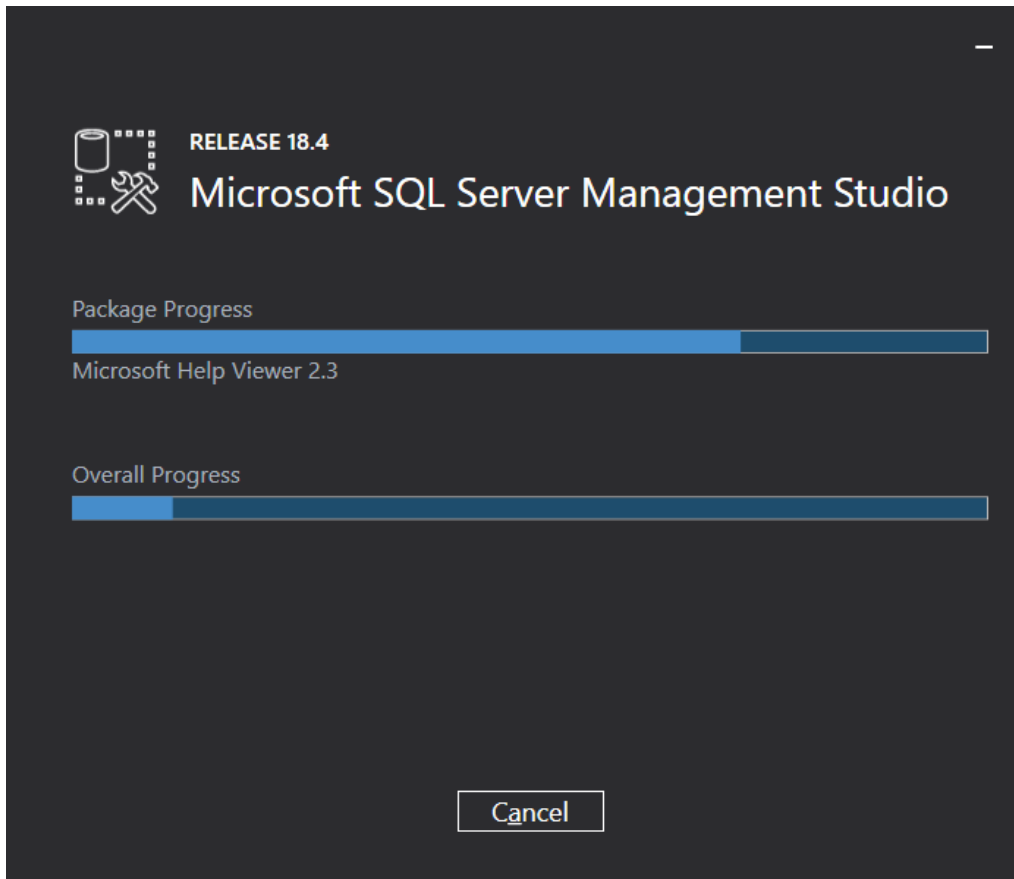 RELEASE 18.4
Microsoft SQL Server Management Studio
Package Progress
Microsoft Help Viewer 2.3
Overall Progress
Cancel